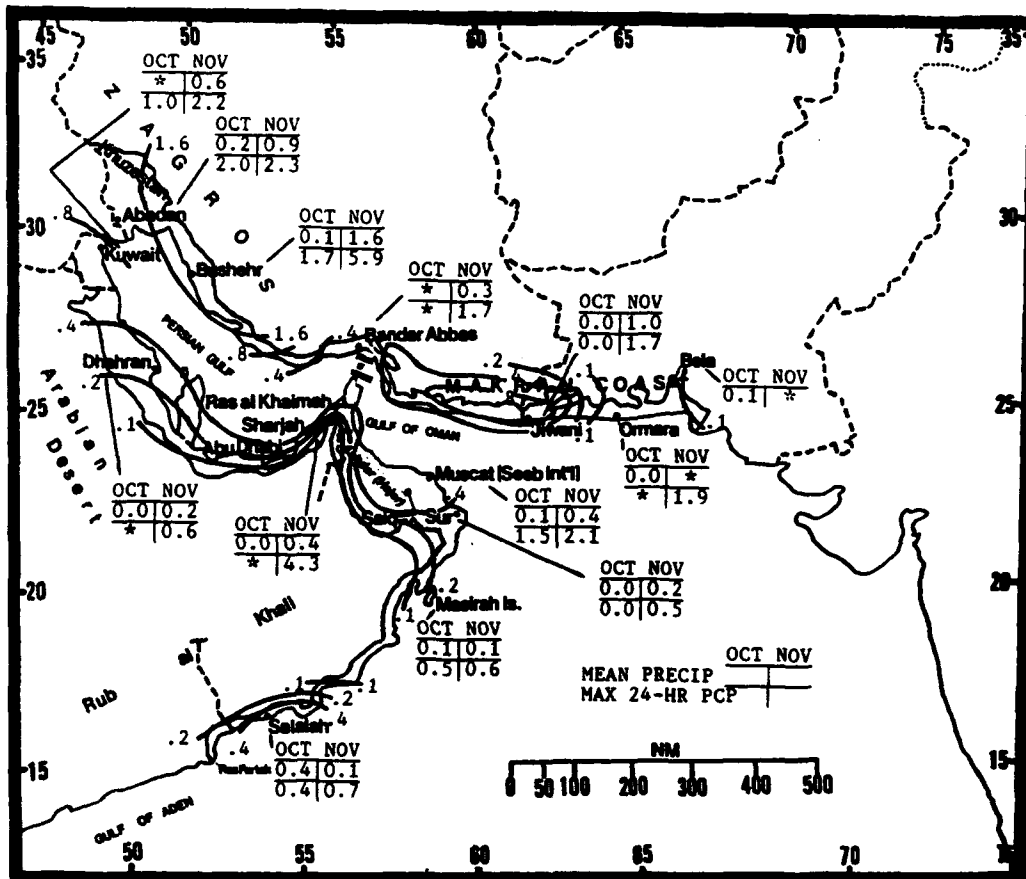 45 50 55 60 65 70 75
35 35
OCT NOV
* 0.6
1.0 2.2
Z A G R O S
OCT NOV
0.2 0.9
2.0 2.3
1.6
Khuzestan
Abadan
.8
30 30
Kuwait
OCT NOV
0.1 1.6
1.7 5.9
Bushehr
OCT NOV
* 0.3
* 1.7
OCT NOV
0.0 1.0
0.0 1.7
PERSIAN GULF
.4
1.6
.4
Bandar Abbas
.8
.4
.2
.1
Bela
Dhahran
.2
MAKRAN COAST
OCT NOV
0.1 *
Arabian Desert
Ras al Khaimah
25 25
.1
Sharjah
GULF OF OMAN
Jiwani
.1
Ormara
.1
Abu Dhabi
OCT NOV
0.0 *
* 1.9
Muscat (Seeb Int'l)
OCT NOV
0.0 0.2
* 0.6
OCT NOV
0.0 0.4
* 4.3
Sur
.4
OCT NOV
0.1 0.4
1.5 2.1
OCT NOV
0.0 0.2
0.0 0.5
20 20
.2
.1
Masirah Is.
OCT NOV
0.1 0.1
0.5 0.6
Rub al Khali
OCT NOV
MEAN PRECIP
MAX 24-HR PCP
.1 .1
.2
.4
.2
.4
Salalah
OCT NOV
0.4 0.1
0.4 0.7
NM
0 50 100 200 300 400 500
15 15
GULF OF ADEN
50 55 60 65 70